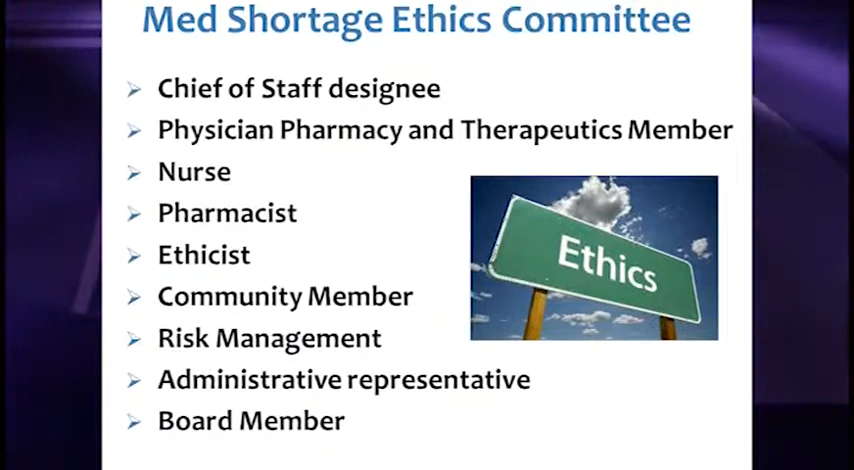 Med Shortage Ethics Committee
Chief of Staff designee
Physician Pharmacy and Therapeutics Member
Nurse
Pharmacist
Ethicist
Community Member
Risk Management
Administrative representative
Board Member
Ethics